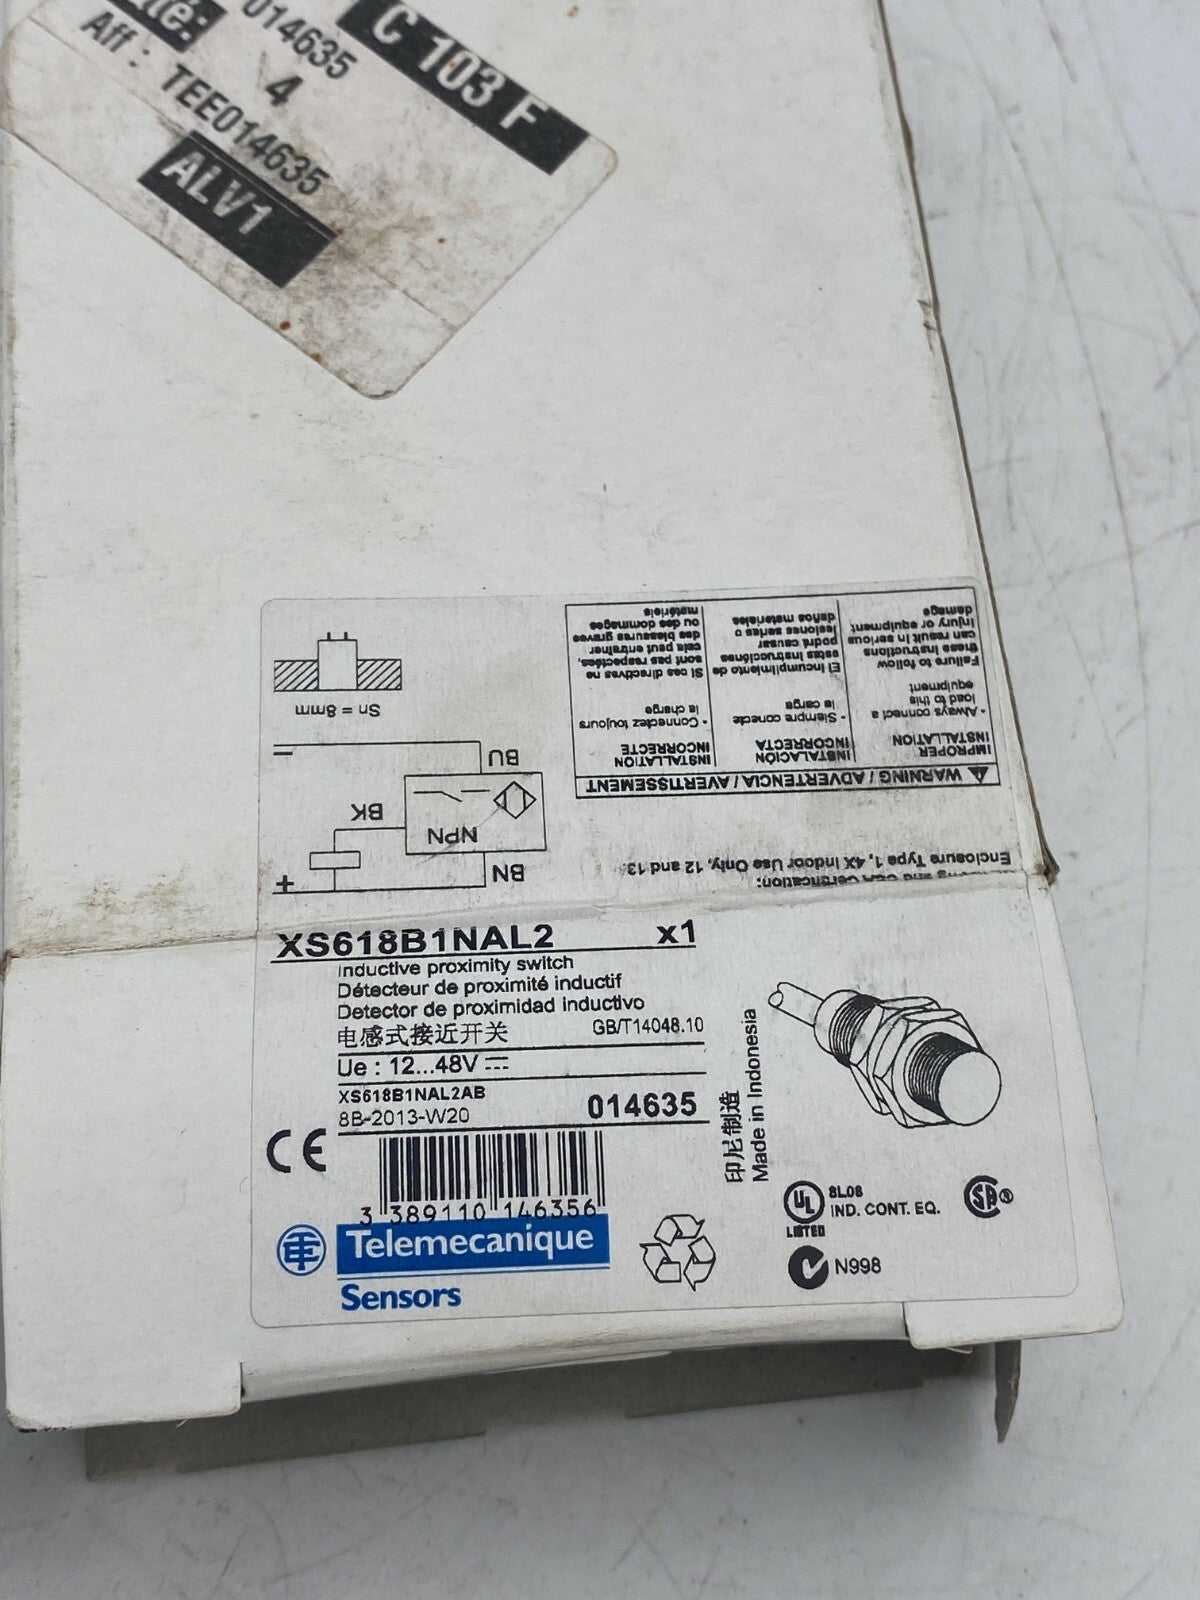 C 103 F
014635
4
Aff : TEE014635
ALV1
Enclosure Type 1, 4X Indoor Use Only, 12 and 13.
WARNING / ADVERTENCIA / AVERTISSEMENT
IMPROPER
INSTALLATION
• Always connect a
load to this
equipment
Failure to follow
these instructions
can result in serious
injury or equipment
damage
INSTALACIÓN
INCORRECTA
• Siempre conecte
la carga
El incumplimiento de
estas instrucciónes
podrá causar
lesiones serias o
daños materiales
INSTALLATION
INCORRECTE
• Connectez toujours
la charge
Si ces directives ne
sont pas respectées,
cela peut entraîner
des blessures graves
ou des dommages
matériels
Sn = 8mm
BU
−
BK
NPN
BN
+
XS618B1NAL2 x1
Inductive proximity switch
Détecteur de proximité inductif
Detector de proximidad inductivo
电感式接近开关 GB/T14048.10
Ue : 12...48V
XS618B1NAL2AB
8B-2013-W20 014635
CE
3 389110 146356
Telemecanique
Sensors
印尼制造
Made in Indonesia
UL
LISTED
8L08
IND. CONT. EQ.
SA ®
N998